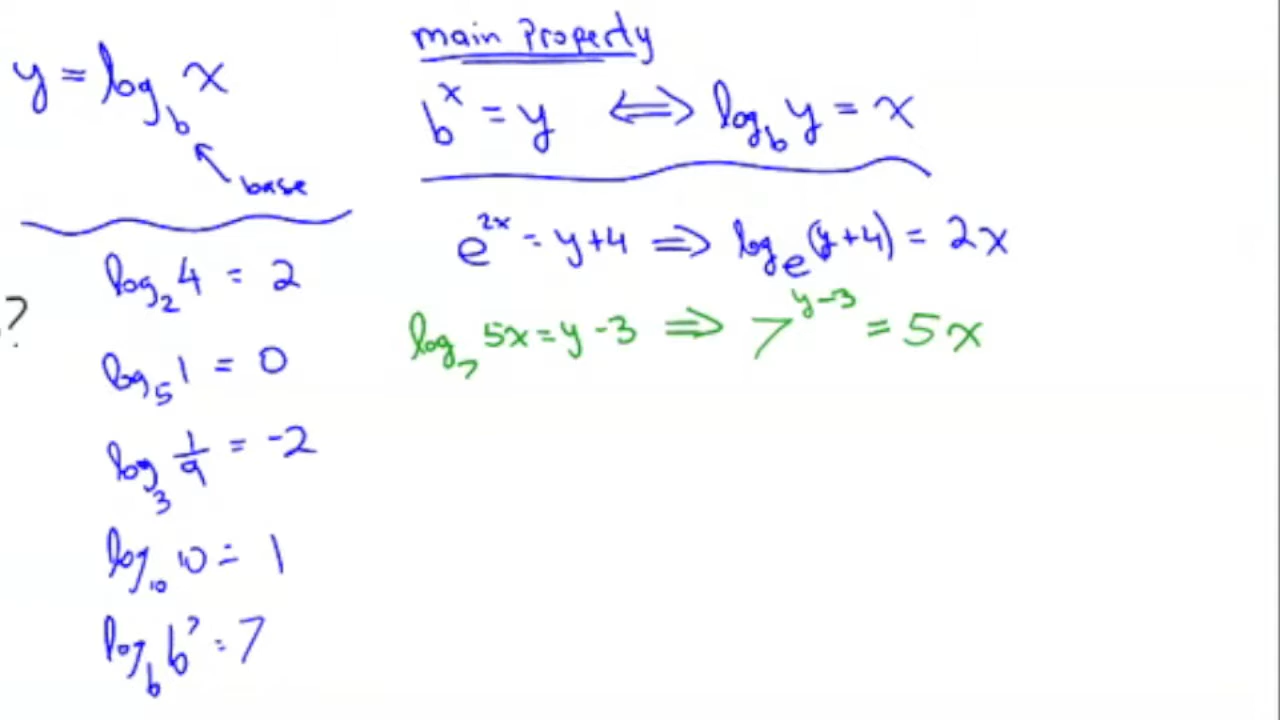 y = log_b x
base
?
log_2 4 = 2
log_5 1 = 0
log_3 1/9 = -2
log_10 10 = 1
log_b b^7 = 7
main Property
b^x = y ⟺ log_b y = x
e^2x = y+4 ⟹ log_e (y+4) = 2x
log_7 5x = y-3 ⟹ 7^y-3 = 5x